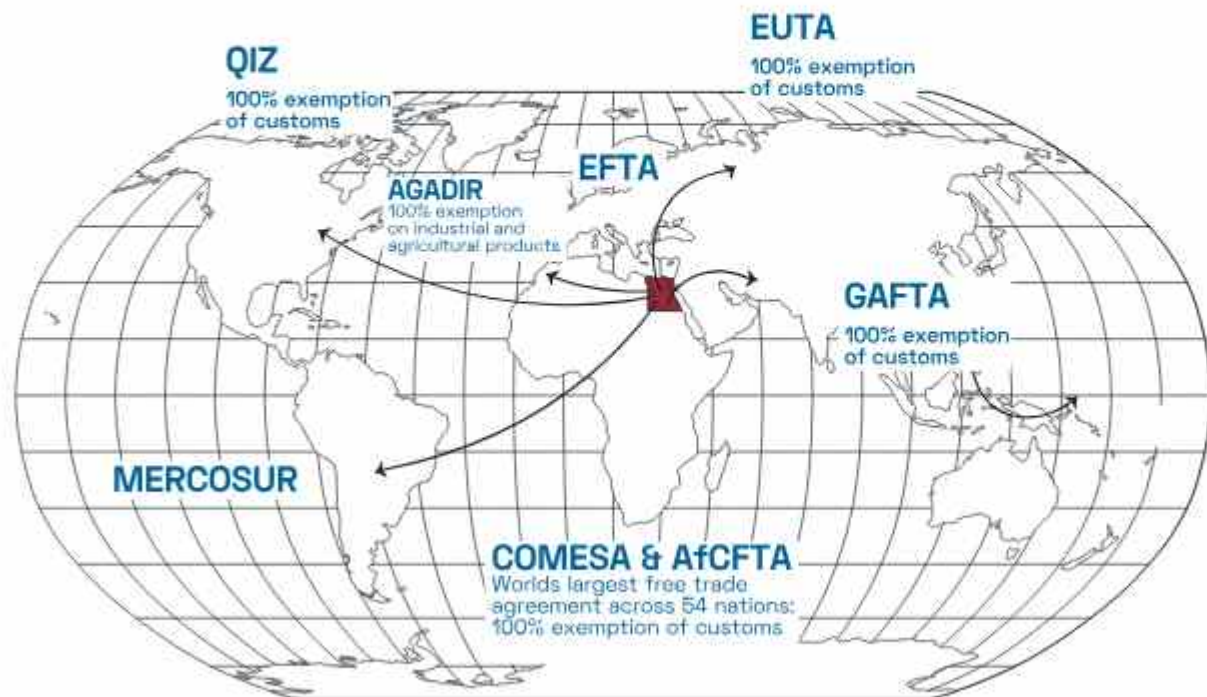 QIZ
100% exemption
of customs
EUTA
100% exemption
of customs
EFTA
AGADIR
100% exemption
on industrial and
agricultural products
GAFTA
100% exemption
of customs
MERCOSUR
COMESA & AfCFTA
Worlds largest free trade
agreement across 54 nations:
100% exemption of customs